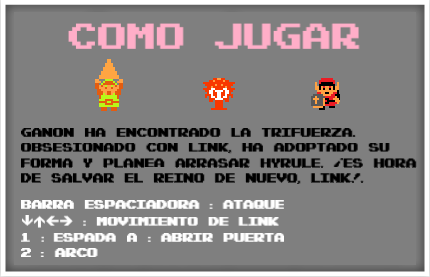 COMO JUGAR
GANON HA ENCONTRADO LA TRIFUERZA.
OBSESIONADO CON LINK, HA ADOPTADO SU
FORMA Y PLANEA ARRASAR HYRULE. ¡ES HORA
DE SALVAR EL REINO DE NUEVO, LINK!.
BARRA ESPACIADORA : ATAQUE
↓↑←→ : MOVIMIENTO DE LINK
1 : ESPADA A : ABRIR PUERTA
2 : ARCO